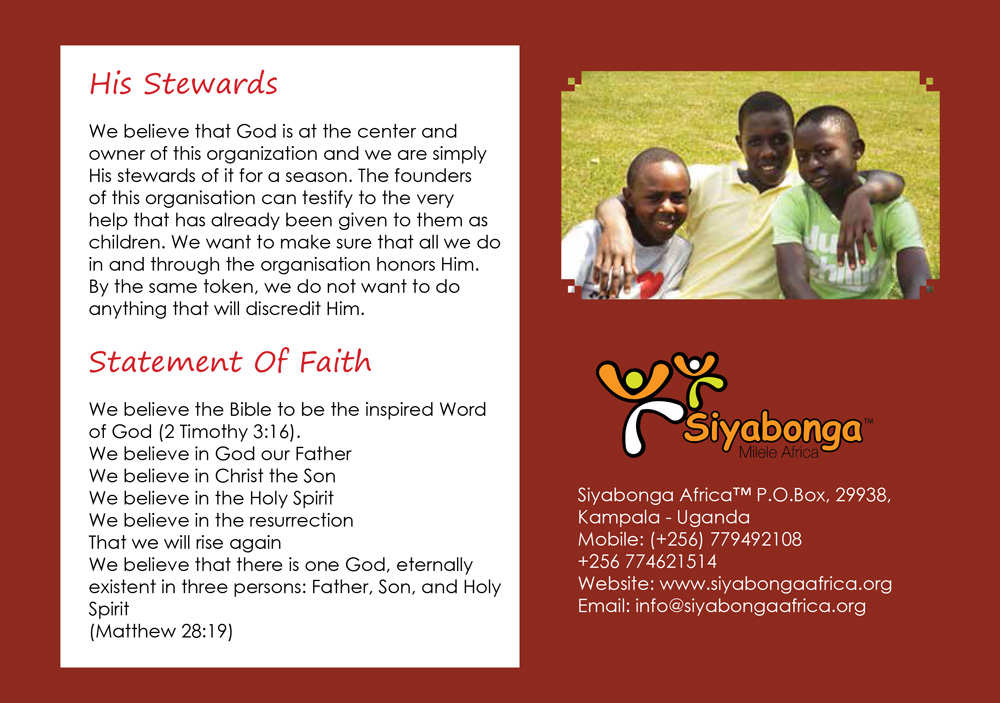 His Stewards
We believe that God is at the center and
owner of this organization and we are simply
His stewards of it for a season. The founders
of this organisation can testify to the very
help that has already been given to them as
children. We want to make sure that all we do
in and through the organisation honors Him.
By the same token, we do not want to do
anything that will discredit Him.
Statement Of Faith
We believe the Bible to be the inspired Word
of God (2 Timothy 3:16).
We believe in God our Father
We believe in Christ the Son
We believe in the Holy Spirit
We believe in the resurrection
That we will rise again
We believe that there is one God, eternally
existent in three persons: Father, Son, and Holy
Spirit
(Matthew 28:19)
Siyabonga™
Milele Africa
Siyabonga Africa™ P.O.Box, 29938,
Kampala - Uganda
Mobile: (+256) 779492108
+256 774621514
Website: www.siyabongaafrica.org
Email: info@siyabongaafrica.org